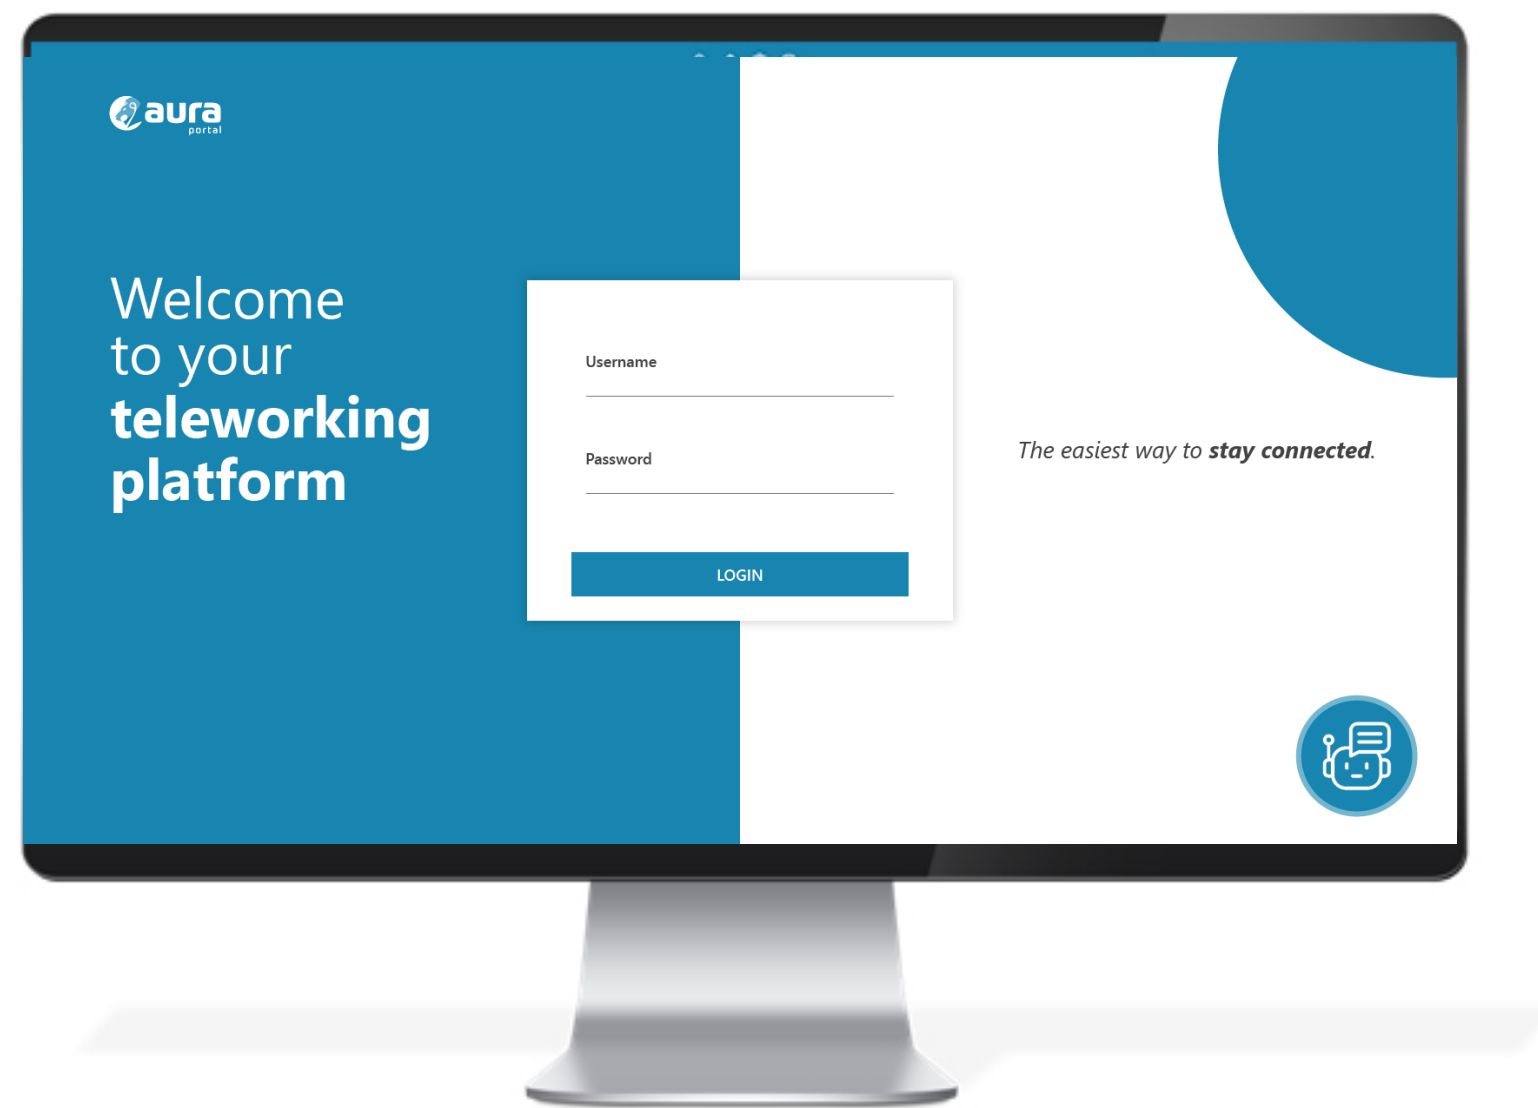 aura
portal
Welcome
to your
teleworking
platform
Username
Password
LOGIN
The easiest way to stay connected.